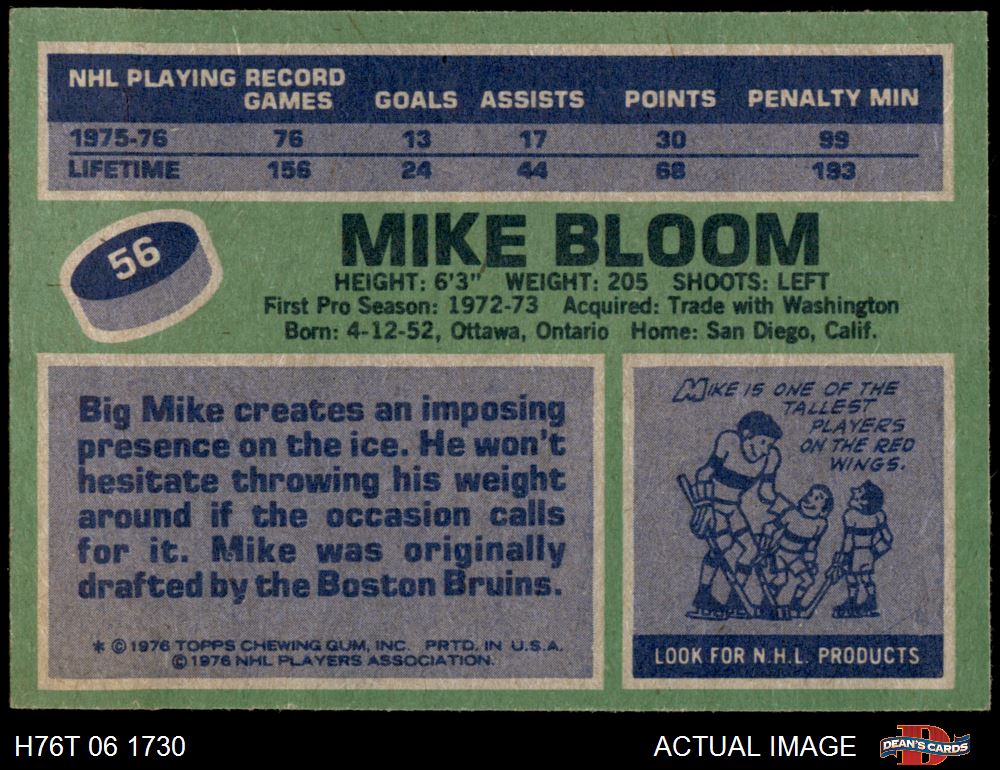 NHL PLAYING RECORD
GAMES GOALS ASSISTS POINTS PENALTY MIN
1975-76 76 13 17 30 99
LIFETIME 156 24 44 68 193
56
MIKE BLOOM
HEIGHT: 6'3" WEIGHT: 205 SHOOTS: LEFT
First Pro Season: 1972-73 Acquired: Trade with Washington
Born: 4-12-52, Ottawa, Ontario Home: San Diego, Calif.
Big Mike creates an imposing
presence on the ice. He won't
hesitate throwing his weight
around if the occasion calls
for it. Mike was originally
drafted by the Boston Bruins.
* © 1976 TOPPS CHEWING GUM, INC. PRTD. IN U.S.A.
© 1976 NHL PLAYERS ASSOCIATION.
MIKE IS ONE OF THE
TALLEST
PLAYERS
ON THE RED
WINGS.
LOOK FOR N.H.L. PRODUCTS
H76T 06 1730
ACTUAL IMAGE
DEAN'S CARDS